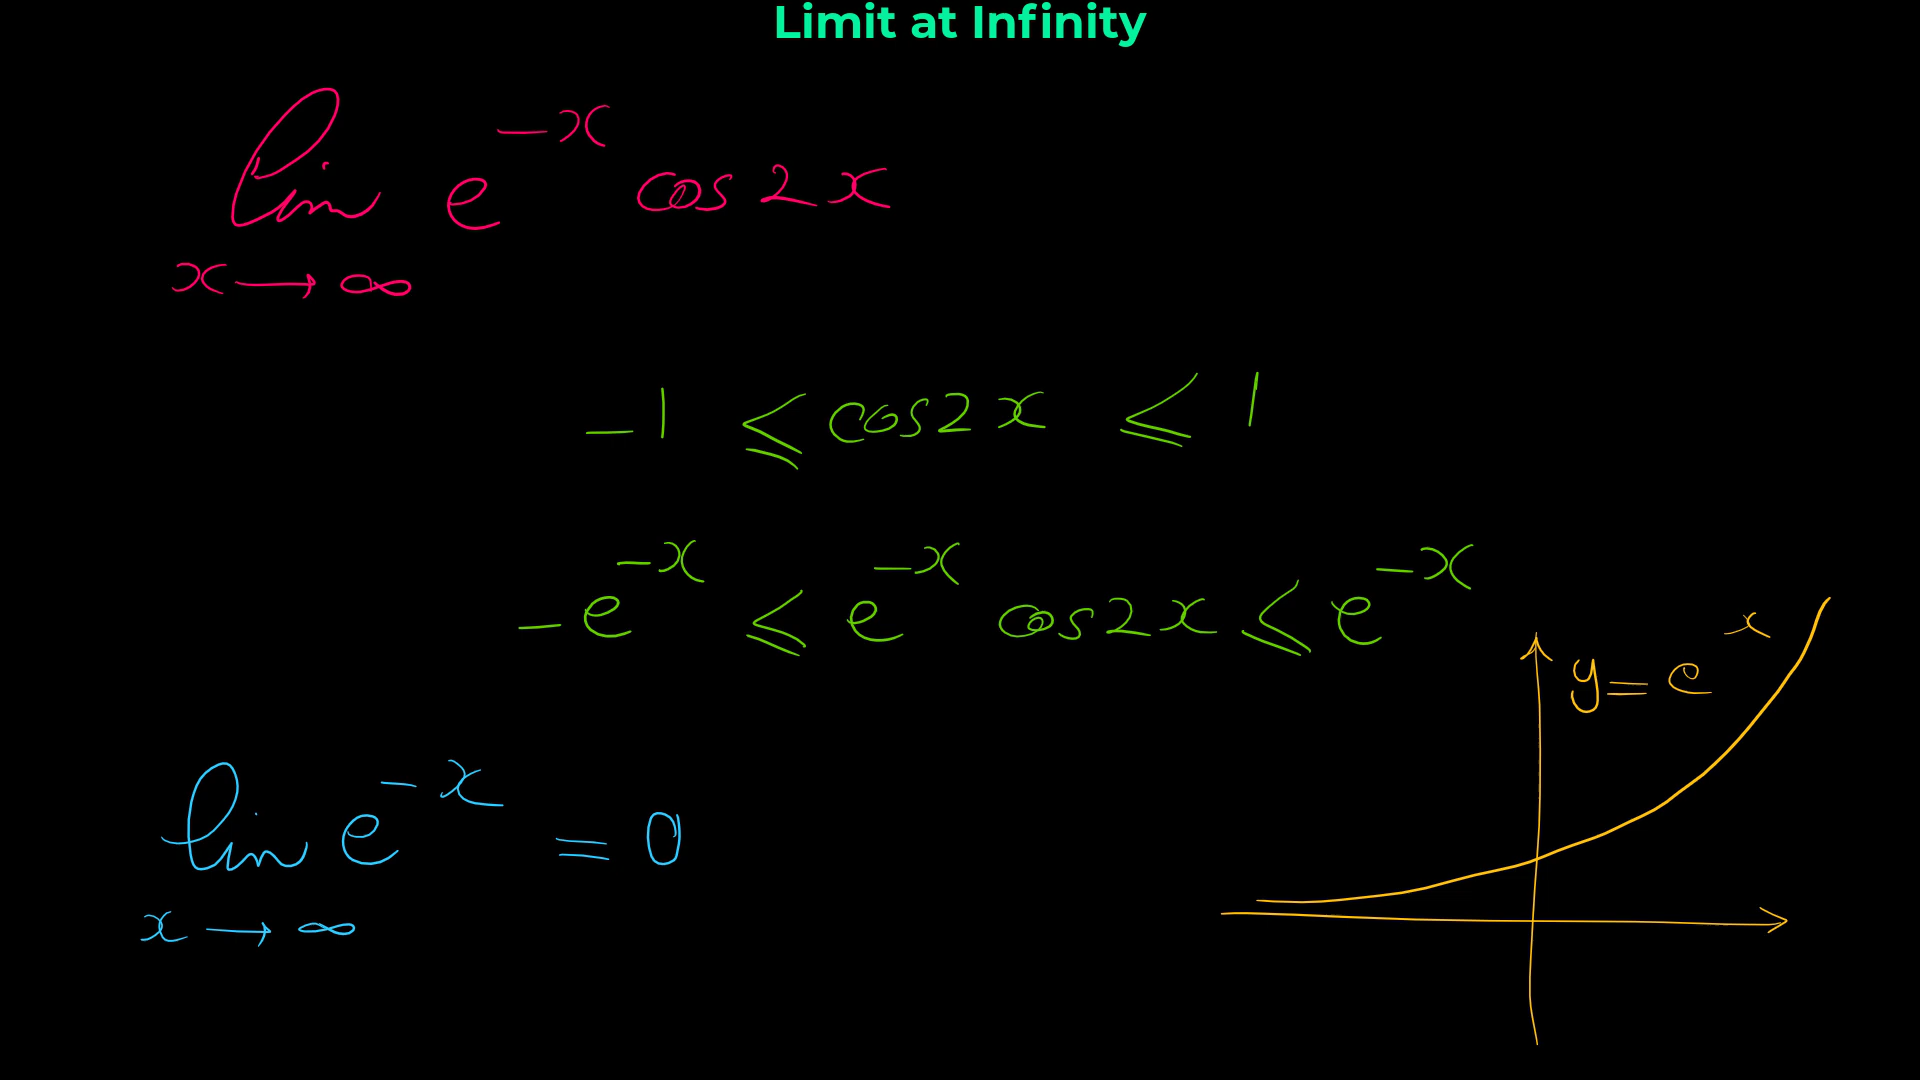 Limit at Infinity
lim e^{-x} cos 2x
x → ∞
-1 ≤ cos 2x ≤ 1
-e^{-x} ≤ e^{-x} cos 2x ≤ e^{-x}
y = e^x
lim e^{-x} = 0
x → ∞